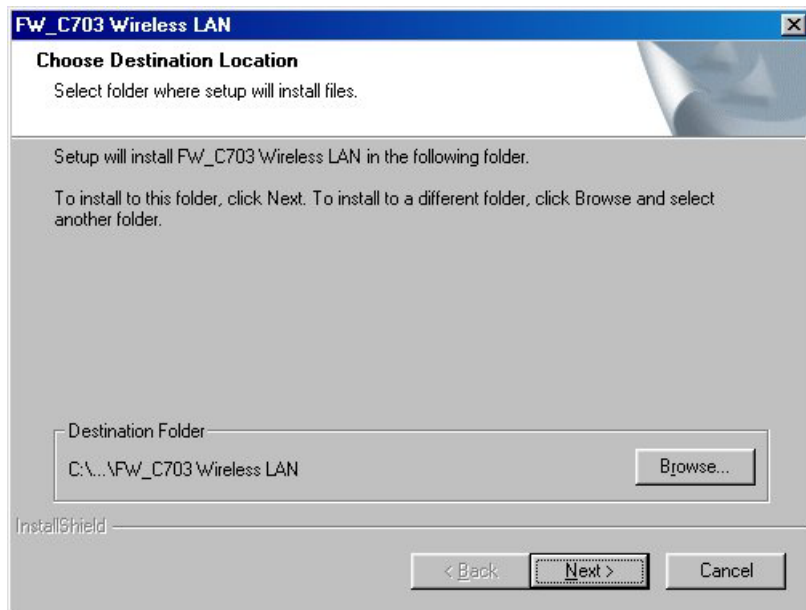 FW_C703 Wireless LAN
Choose Destination Location
Select folder where setup will install files.
Setup will install FW_C703 Wireless LAN in the following folder.
To install to this folder, click Next. To install to a different folder, click Browse and select
another folder.
Destination Folder
C:\...\FW_C703 Wireless LAN
Browse...
InstallShield
< Back
Next >
Cancel